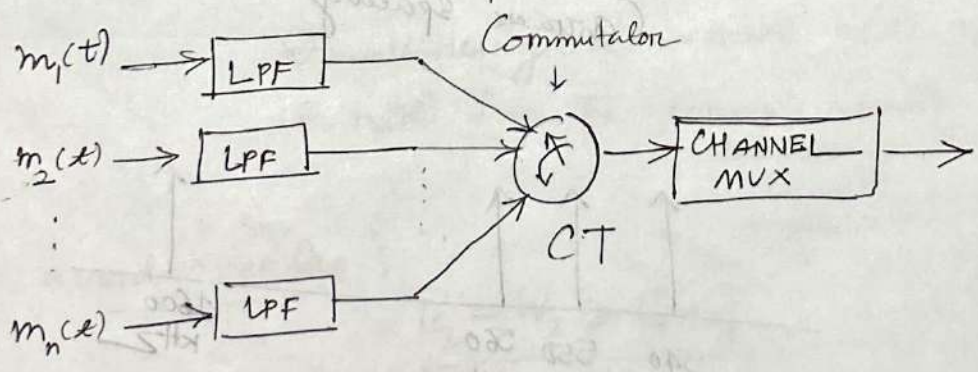 Commutator
m₁(t)
LPF
m₂(t)
LPF
CHANNEL
MUX
CT
LPF
mₙ(t)